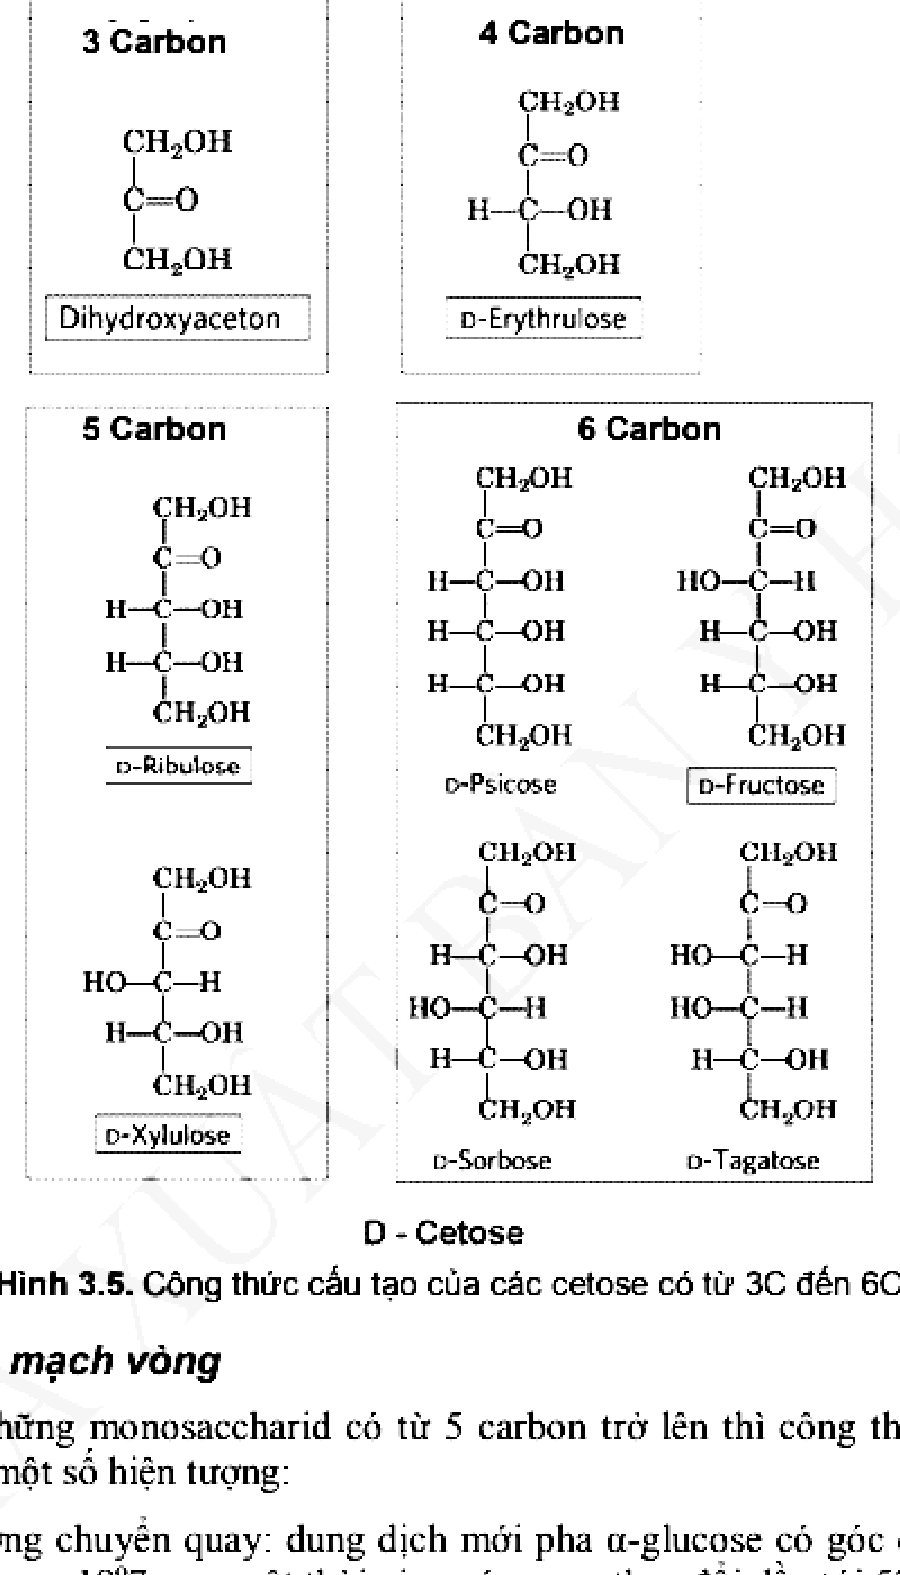 3 Carbon
CH₂OH
C=O
CH₂OH
Dihydroxyaceton
4 Carbon
CH₂OH
C=O
H–C–OH
CH₂OH
D-Erythrulose
5 Carbon
CH₂OH
C=O
H–C–OH
H–C–OH
CH₂OH
D-Ribulose
CH₂OH
C=O
HO–C–H
H–C–OH
CH₂OH
D-Xylulose
6 Carbon
CH₂OH
C=O
H–C–OH
H–C–OH
H–C–OH
CH₂OH
D-Psicose
CH₂OH
C=O
HO–C–H
H–C–OH
H–C–OH
CH₂OH
D-Fructose
CH₂OH
C–O
H–C–OH
HO–C–H
H–C–OH
CH₂OH
D-Sorbose
CH₂OH
C–O
HO–C–H
HO–C–H
H–C–OH
CH₂OH
D-Tagatose
D - Cetose
Hình 3.5. Công thức cấu tạo của các cetose có từ 3C đến 6C
mạch vòng
monosaccharid có từ 5 carbon trở lên thì công
một số hiện tượng:
chuyển quay: dung dịch mới pha α-glucose có góc